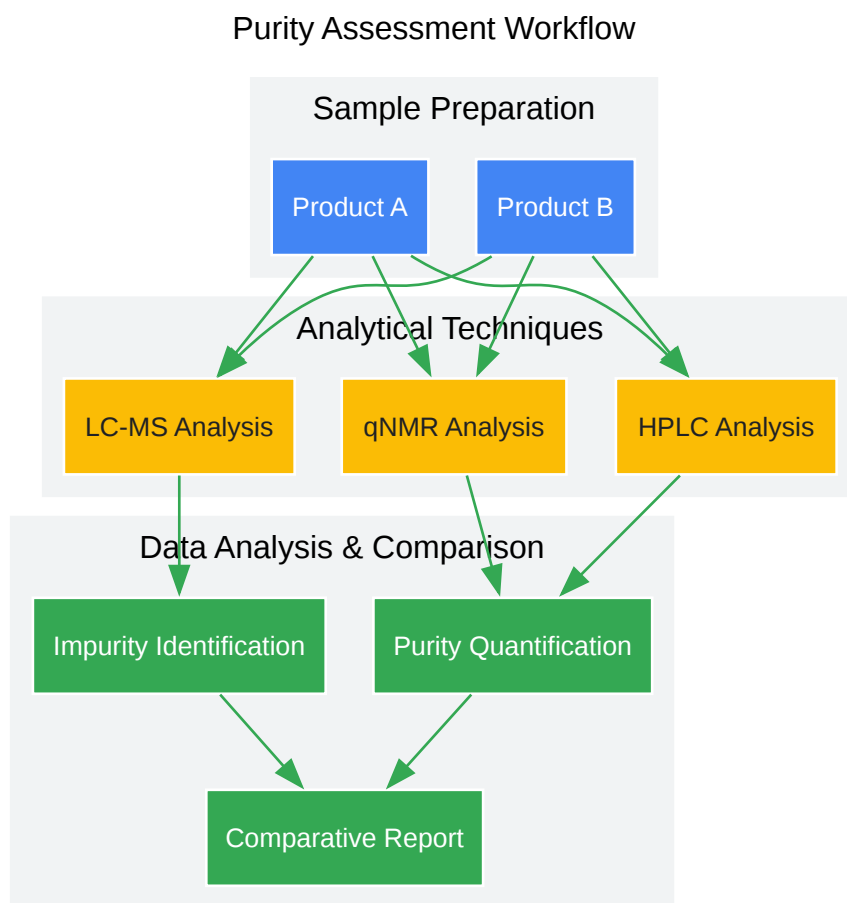 Purity Assessment Workflow
Sample Preparation
Product A
Product B
Analytical Techniques
LC-MS Analysis
qNMR Analysis
HPLC Analysis
Data Analysis & Comparison
Impurity Identification
Purity Quantification
Comparative Report